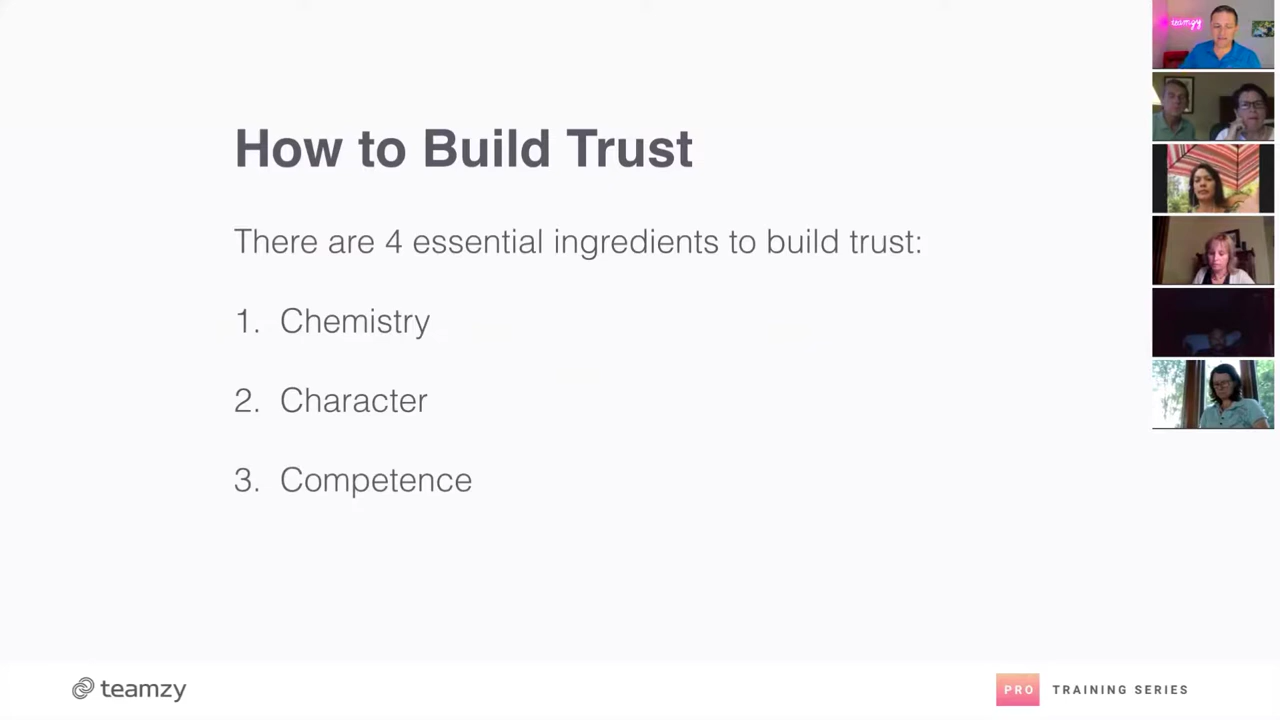 How to Build Trust
There are 4 essential ingredients to build trust:
1. Chemistry
2. Character
3. Competence
teamzy
teamzy
PRO TRAINING SERIES